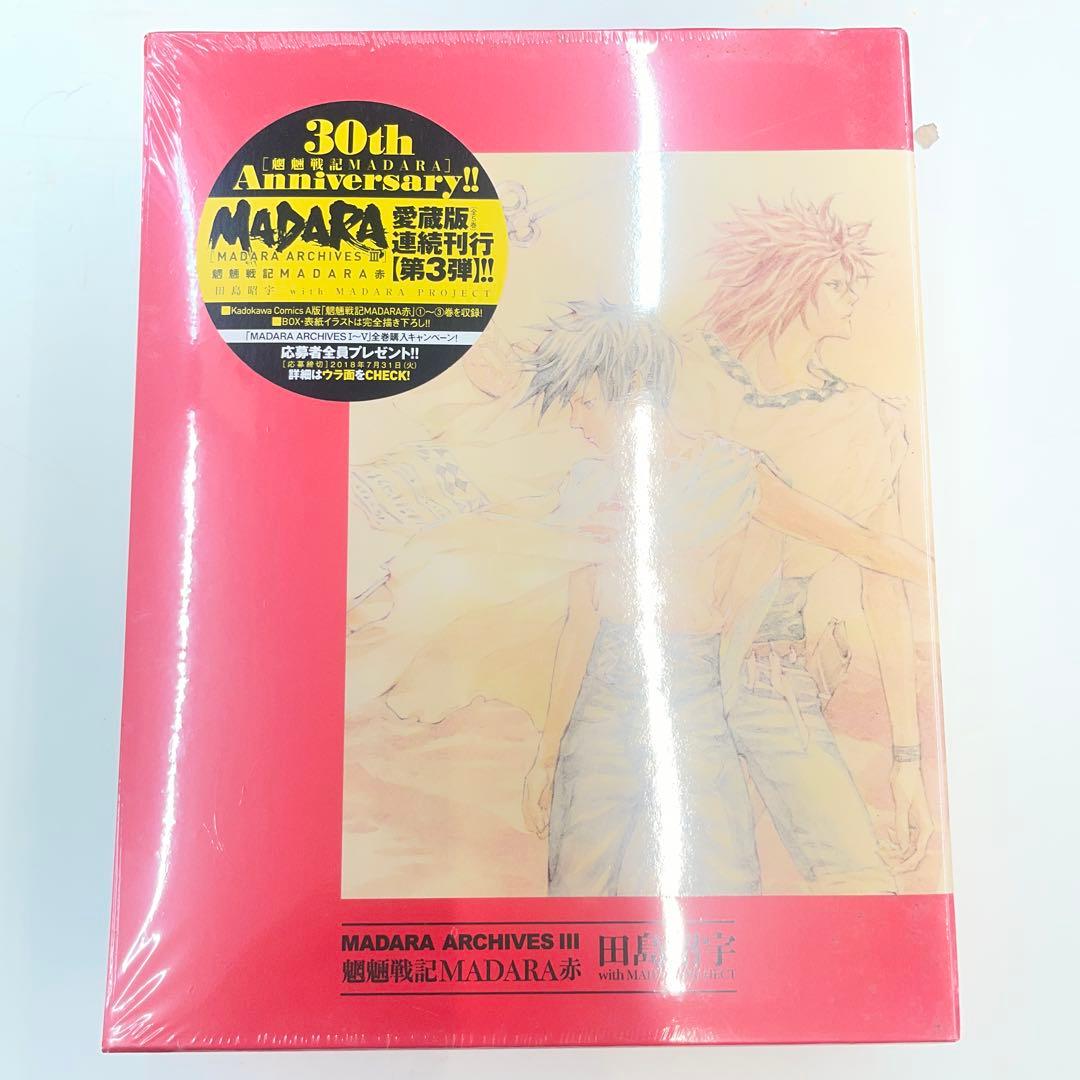 30th
[魍魎戦記MADARA]
Anniversary!!
MADARA 愛蔵版
連続刊行
[MADARA ARCHIVES Ⅲ]
【第3弾】!!
魍魎戦記MADARA赤
田島昭宇 with MADARA PROJECT
■Kadokawa Comics A版「魍魎戦記MADARA赤」①～③巻を収録!
■BOX・表紙イラストは完全描き下ろし!!
「MADARA ARCHIVES Ⅰ～Ⅴ」全巻購入キャンペーン!
応募者全員プレゼント!!
[応募締切]2018年7月31日(火)
詳細はウラ面をCHECK!
MADARA ARCHIVES III
魍魎戦記MADARA赤
田島昭宇
with MADARA PROJECT